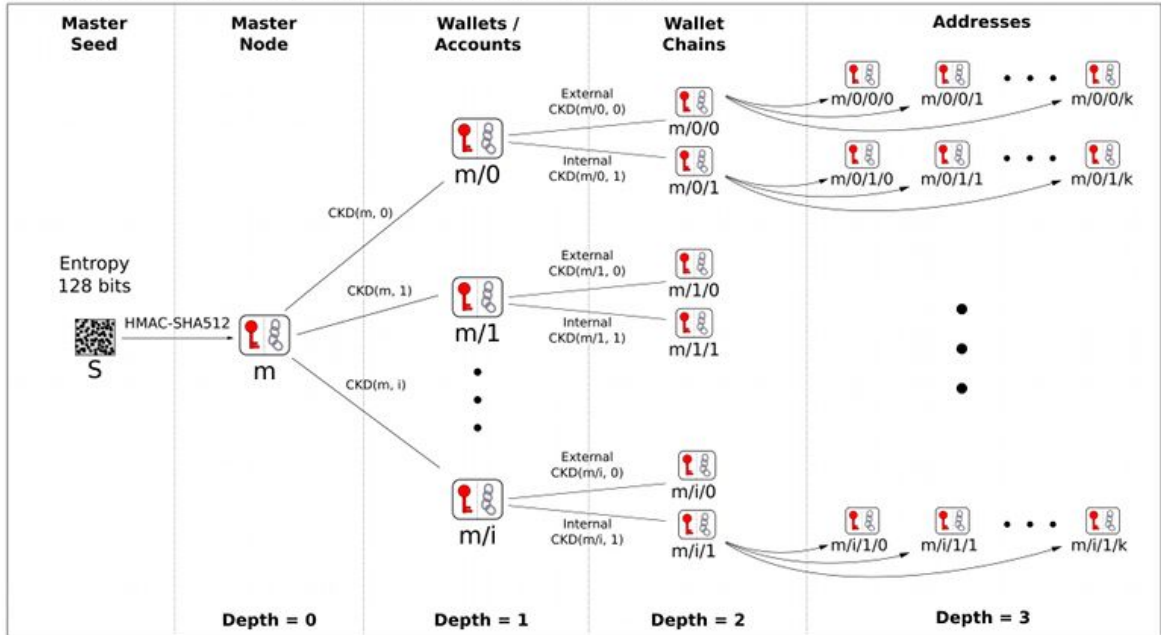 Master
Seed
Master
Node
Wallets /
Accounts
Wallet
Chains
Addresses
Entropy
128 bits
S
HMAC-SHA512
m
CKD(m, 0)
CKD(m, 1)
CKD(m, i)
m/0
m/1
m/i
External
CKD(m/0, 0)
Internal
CKD(m/0, 1)
External
CKD(m/1, 0)
Internal
CKD(m/1, 1)
External
CKD(m/i, 0)
Internal
CKD(m/i, 1)
m/0/0
m/0/1
m/1/0
m/1/1
m/i/0
m/i/1
m/0/0/0 m/0/0/1 m/0/0/k
m/0/1/0 m/0/1/1 m/0/1/k
m/i/1/0 m/i/1/1 m/i/1/k
Depth = 0
Depth = 1
Depth = 2
Depth = 3